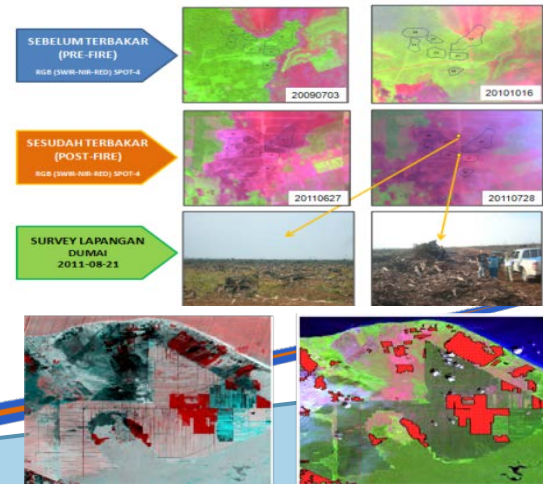 SEBELUM TERBAKAR
(PRE-FIRE)
RGB (SWIR-NIR-RED) SPOT-4
20090703
20101016
SESUDAH TERBAKAR
(POST-FIRE)
RGB (SWIR-NIR-RED) SPOT-4
20110627
20110728
SURVEY LAPANGAN
DUMAI
2011-08-21